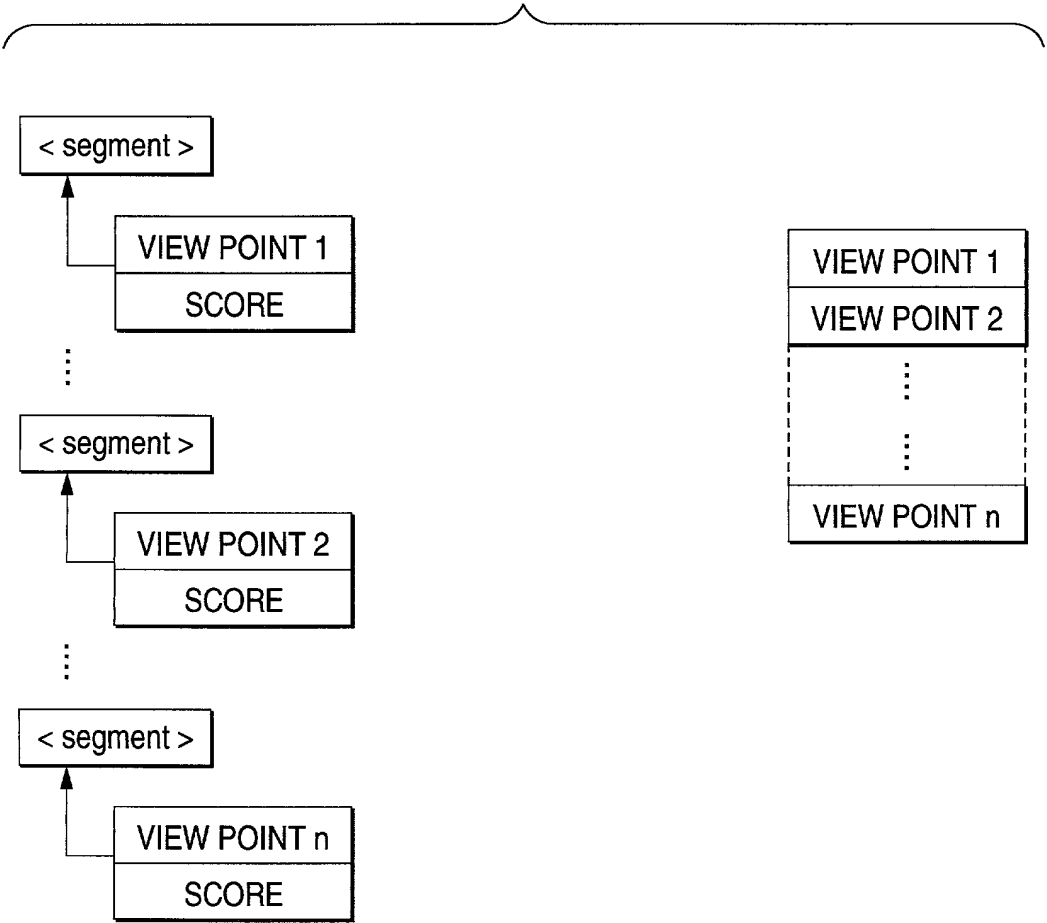 < segment >
VIEW POINT 1
SCORE
< segment >
VIEW POINT 2
SCORE
< segment >
VIEW POINT n
SCORE
VIEW POINT 1
VIEW POINT 2
VIEW POINT n